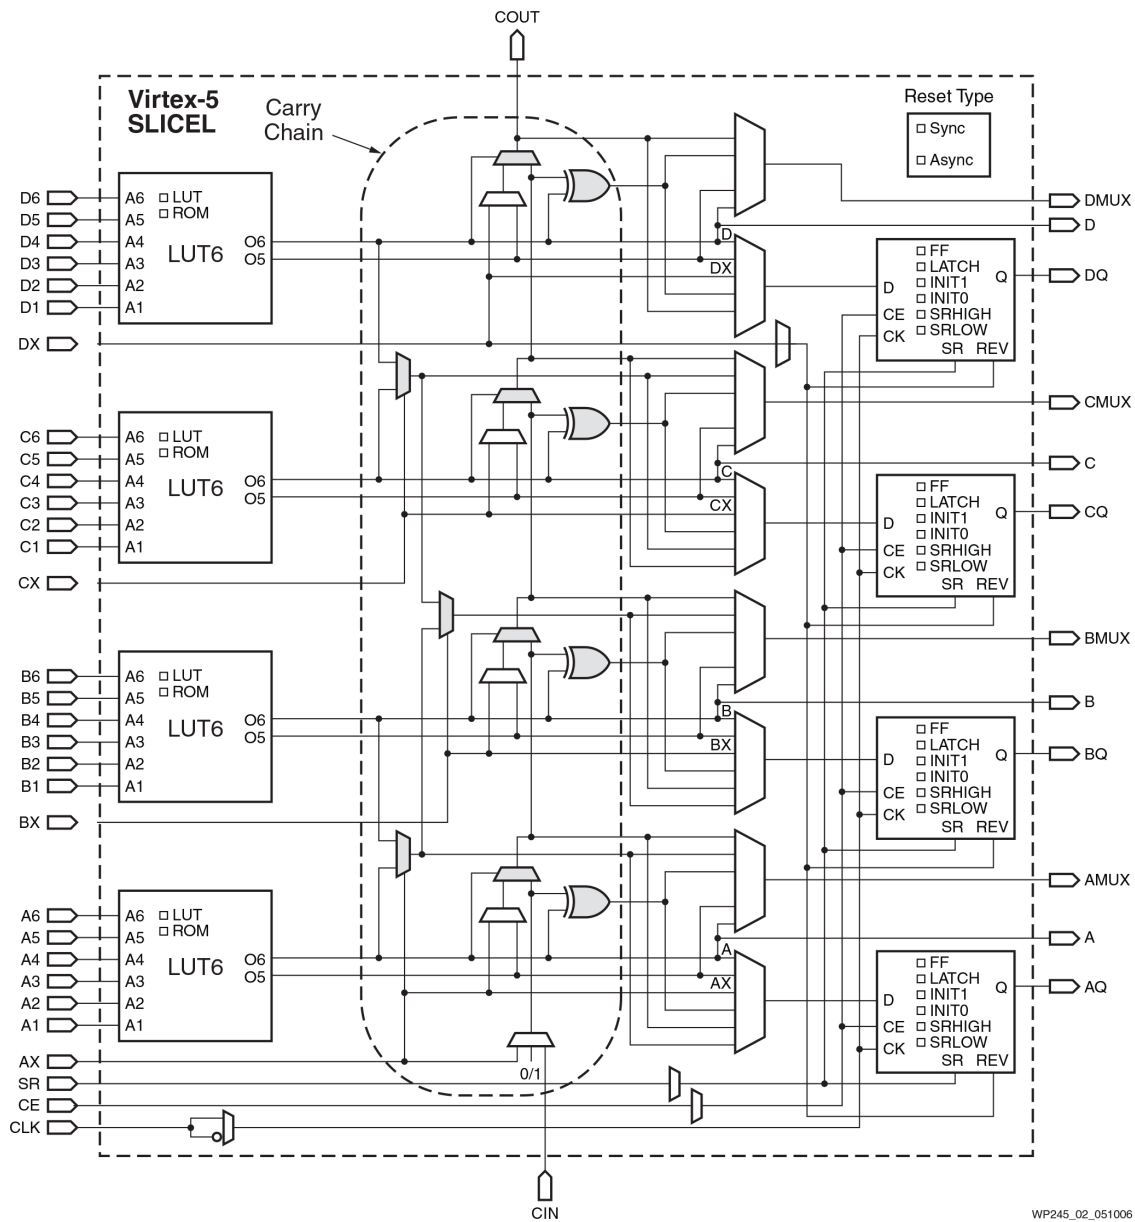 COUT
Virtex-5
SLICEL
Carry
Chain
Reset Type
Sync
Async
D6
D5
D4
D3
D2
D1
DX
A6
A5
A4
A3
A2
A1
LUT
ROM
LUT6
O6
O5
D
DX
DMUX
D
DQ
FF
LATCH
INIT1
INIT0
SRHIGH
SRLOW
D
CE
CK
Q
SR REV
C6
C5
C4
C3
C2
C1
CX
A6
A5
A4
A3
A2
A1
LUT
ROM
LUT6
O6
O5
C
CX
CMUX
C
CQ
FF
LATCH
INIT1
INIT0
SRHIGH
SRLOW
D
CE
CK
Q
SR REV
B6
B5
B4
B3
B2
B1
BX
A6
A5
A4
A3
A2
A1
LUT
ROM
LUT6
O6
O5
B
BX
BMUX
B
BQ
FF
LATCH
INIT1
INIT0
SRHIGH
SRLOW
D
CE
CK
Q
SR REV
A6
A5
A4
A3
A2
A1
AX
SR
CE
CLK
A6
A5
A4
A3
A2
A1
LUT
ROM
LUT6
O6
O5
A
AX
0/1
AMUX
A
AQ
FF
LATCH
INIT1
INIT0
SRHIGH
SRLOW
D
CE
CK
Q
SR REV
CIN
WP245_02_051006